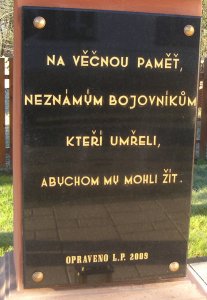 NA VĚČNOU PAMĚŤ,
NEZNÁMÝM BOJOVNÍKŮM
KTEŘÍ UMŘELI,
ABYCHOM MY MOHLI ŽÍT.
OPRAVENO L.P. 2009